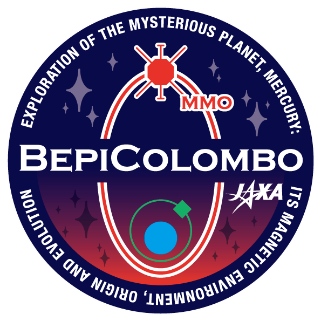 EXPLORATION OF THE MYSTERIOUS PLANET, MERCURY:
MMO
BEPICOLOMBO
JAXA
ITS MAGNETIC ENVIRONMENT, ORIGIN AND EVOLUTION